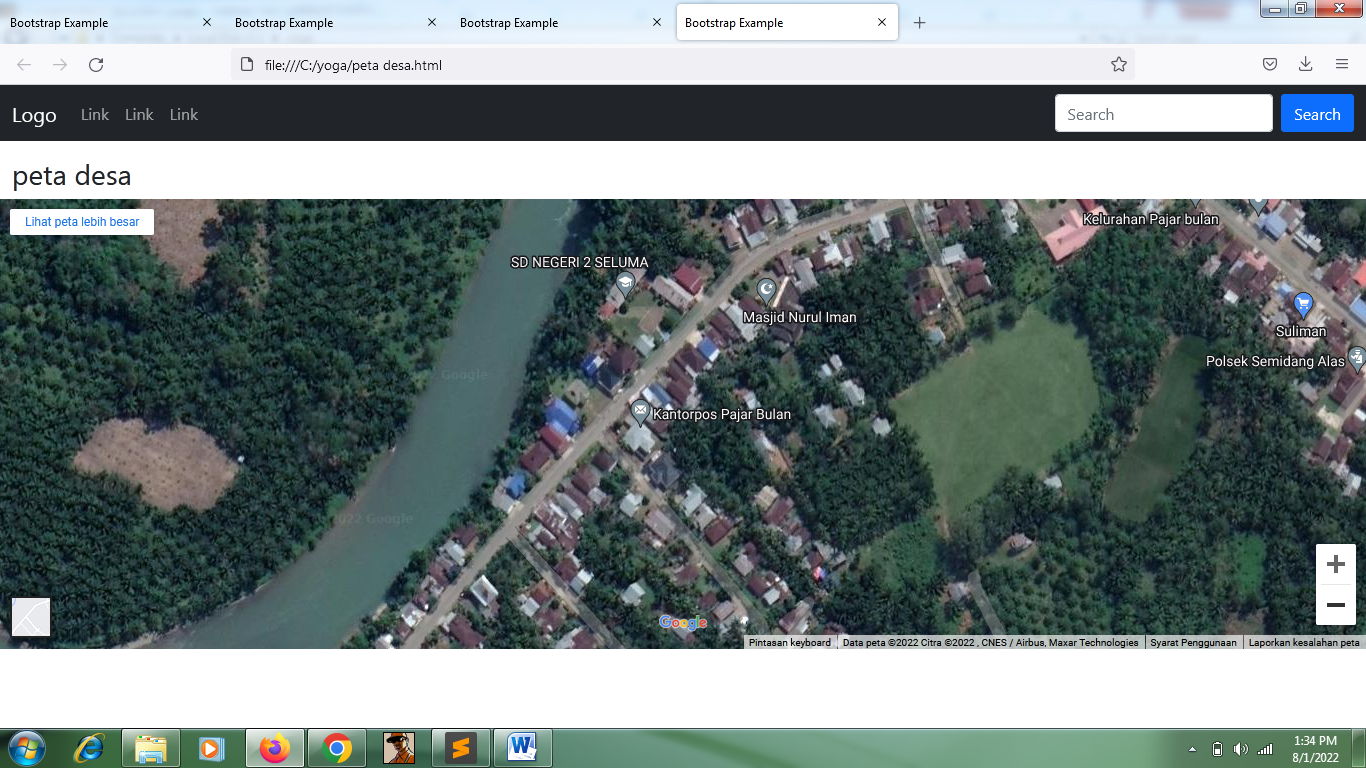 Bootstrap Example
Bootstrap Example
Bootstrap Example
Bootstrap Example
file:///C:/yoga/peta desa.html
Logo Link Link Link Search Search
peta desa
Lihat peta lebih besar
Kelurahan Pajar bulan
SD NEGERI 2 SELUMA
Masjid Nurul Iman
Suliman
Polsek Semidang Alas
Google
Kantorpos Pajar Bulan
2022 Google
Google
Pintasan keyboard
Data peta ©2022 Citra ©2022 , CNES / Airbus, Maxar Technologies
Syarat Penggunaan
Laporkan kesalahan peta
1:34 PM
8/1/2022